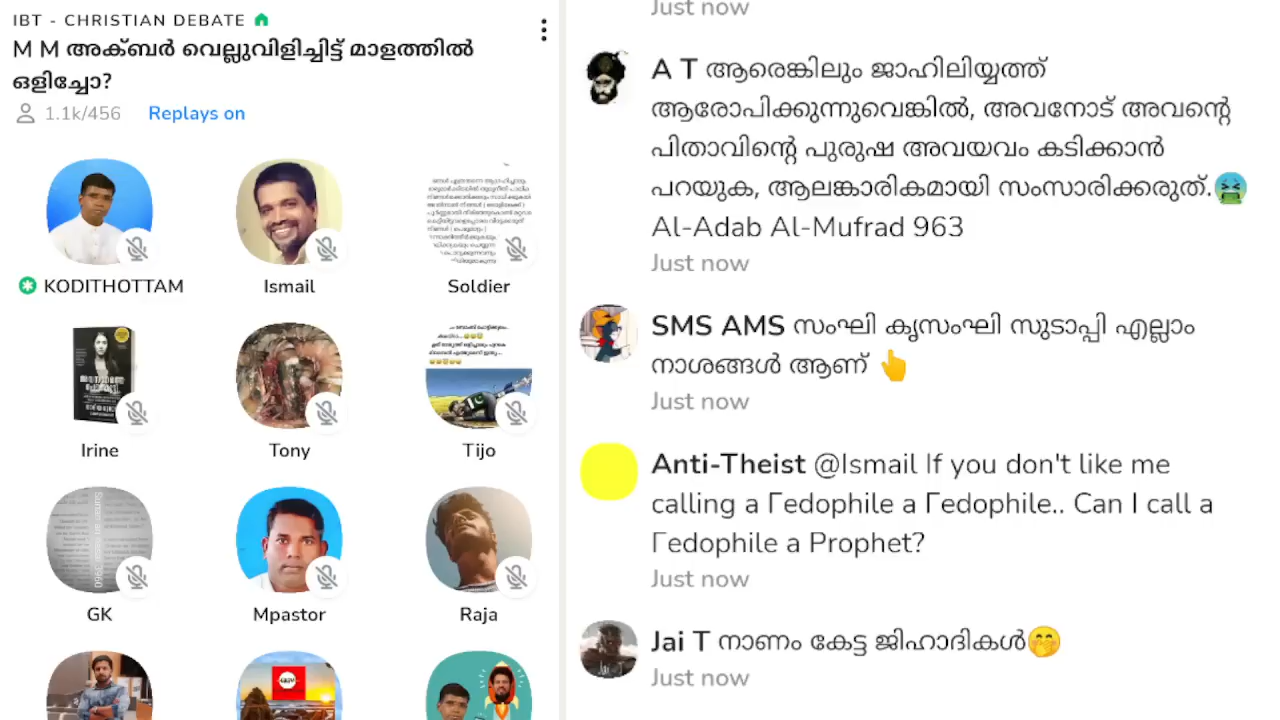 IBT - CHRISTIAN DEBATE
M M അക്ബർ വെല്ലുവിളിച്ചിട്ട് മാളത്തിൽ
ഒളിച്ചോ?
1.1k/456 Replays on
KODITHOTTAM
Ismail
Soldier
Irine
Tony
Tijo
GK
Mpastor
Raja
Just now
A T ആരെങ്കിലും ജാഹിലിയ്യത്ത്
ആരോപിക്കുന്നുവെങ്കിൽ, അവനോട് അവന്റെ
പിതാവിന്റെ പുരുഷ അവയവം കടിക്കാൻ
പറയുക, ആലങ്കാരികമായി സംസാരിക്കരുത്.🤮
Al-Adab Al-Mufrad 963
Just now
SMS AMS സംഘി കൃസംഘി സുടാപ്പി എല്ലാം
നാശങ്ങൾ ആണ് 👆
Just now
Anti-Theist @Ismail If you don't like me
calling a Γedophile a Γedophile.. Can I call a
Γedophile a Prophet?
Just now
Jai T നാണം കേട്ട ജിഹാദികൾ🤭
Just now